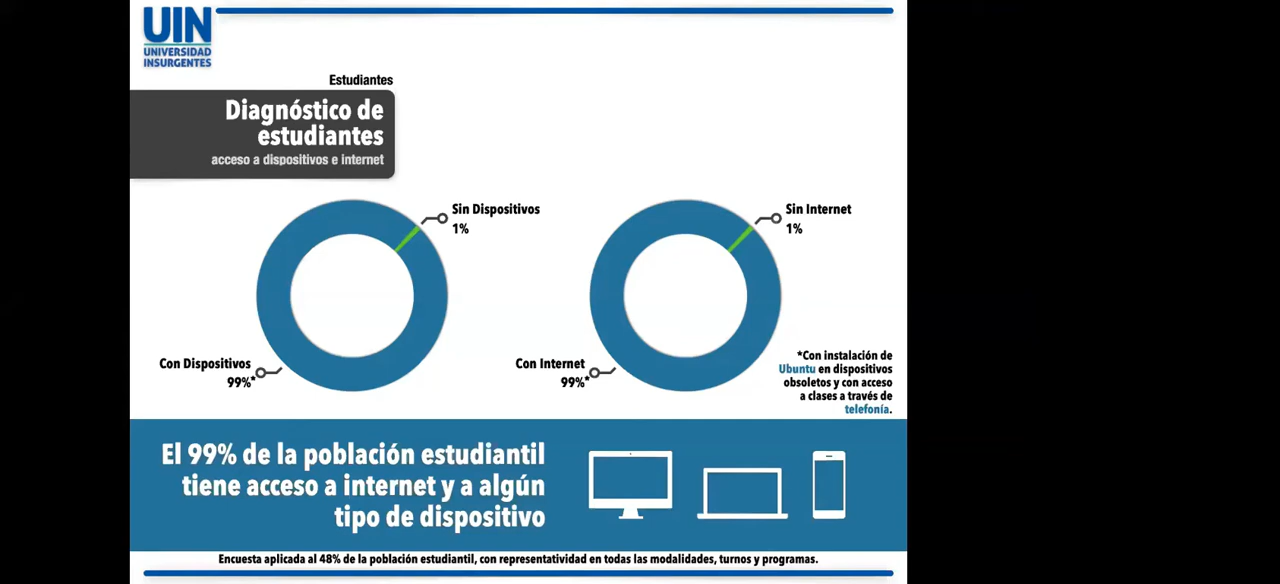 UIN
UNIVERSIDAD
INSURGENTES
Estudiantes
Diagnóstico de
estudiantes
acceso a dispositivos e internet
Sin Dispositivos
1%
Con Dispositivos
99%*
Sin Internet
1%
Con Internet
99%*
*Con instalación de
Ubuntu en dispositivos
obsoletos y con acceso
a clases a través de
telefonía.
El 99% de la población estudiantil
tiene acceso a internet y a algún
tipo de dispositivo
Encuesta aplicada al 48% de la población estudiantil, con representatividad en todas las modalidades, turnos y programas.